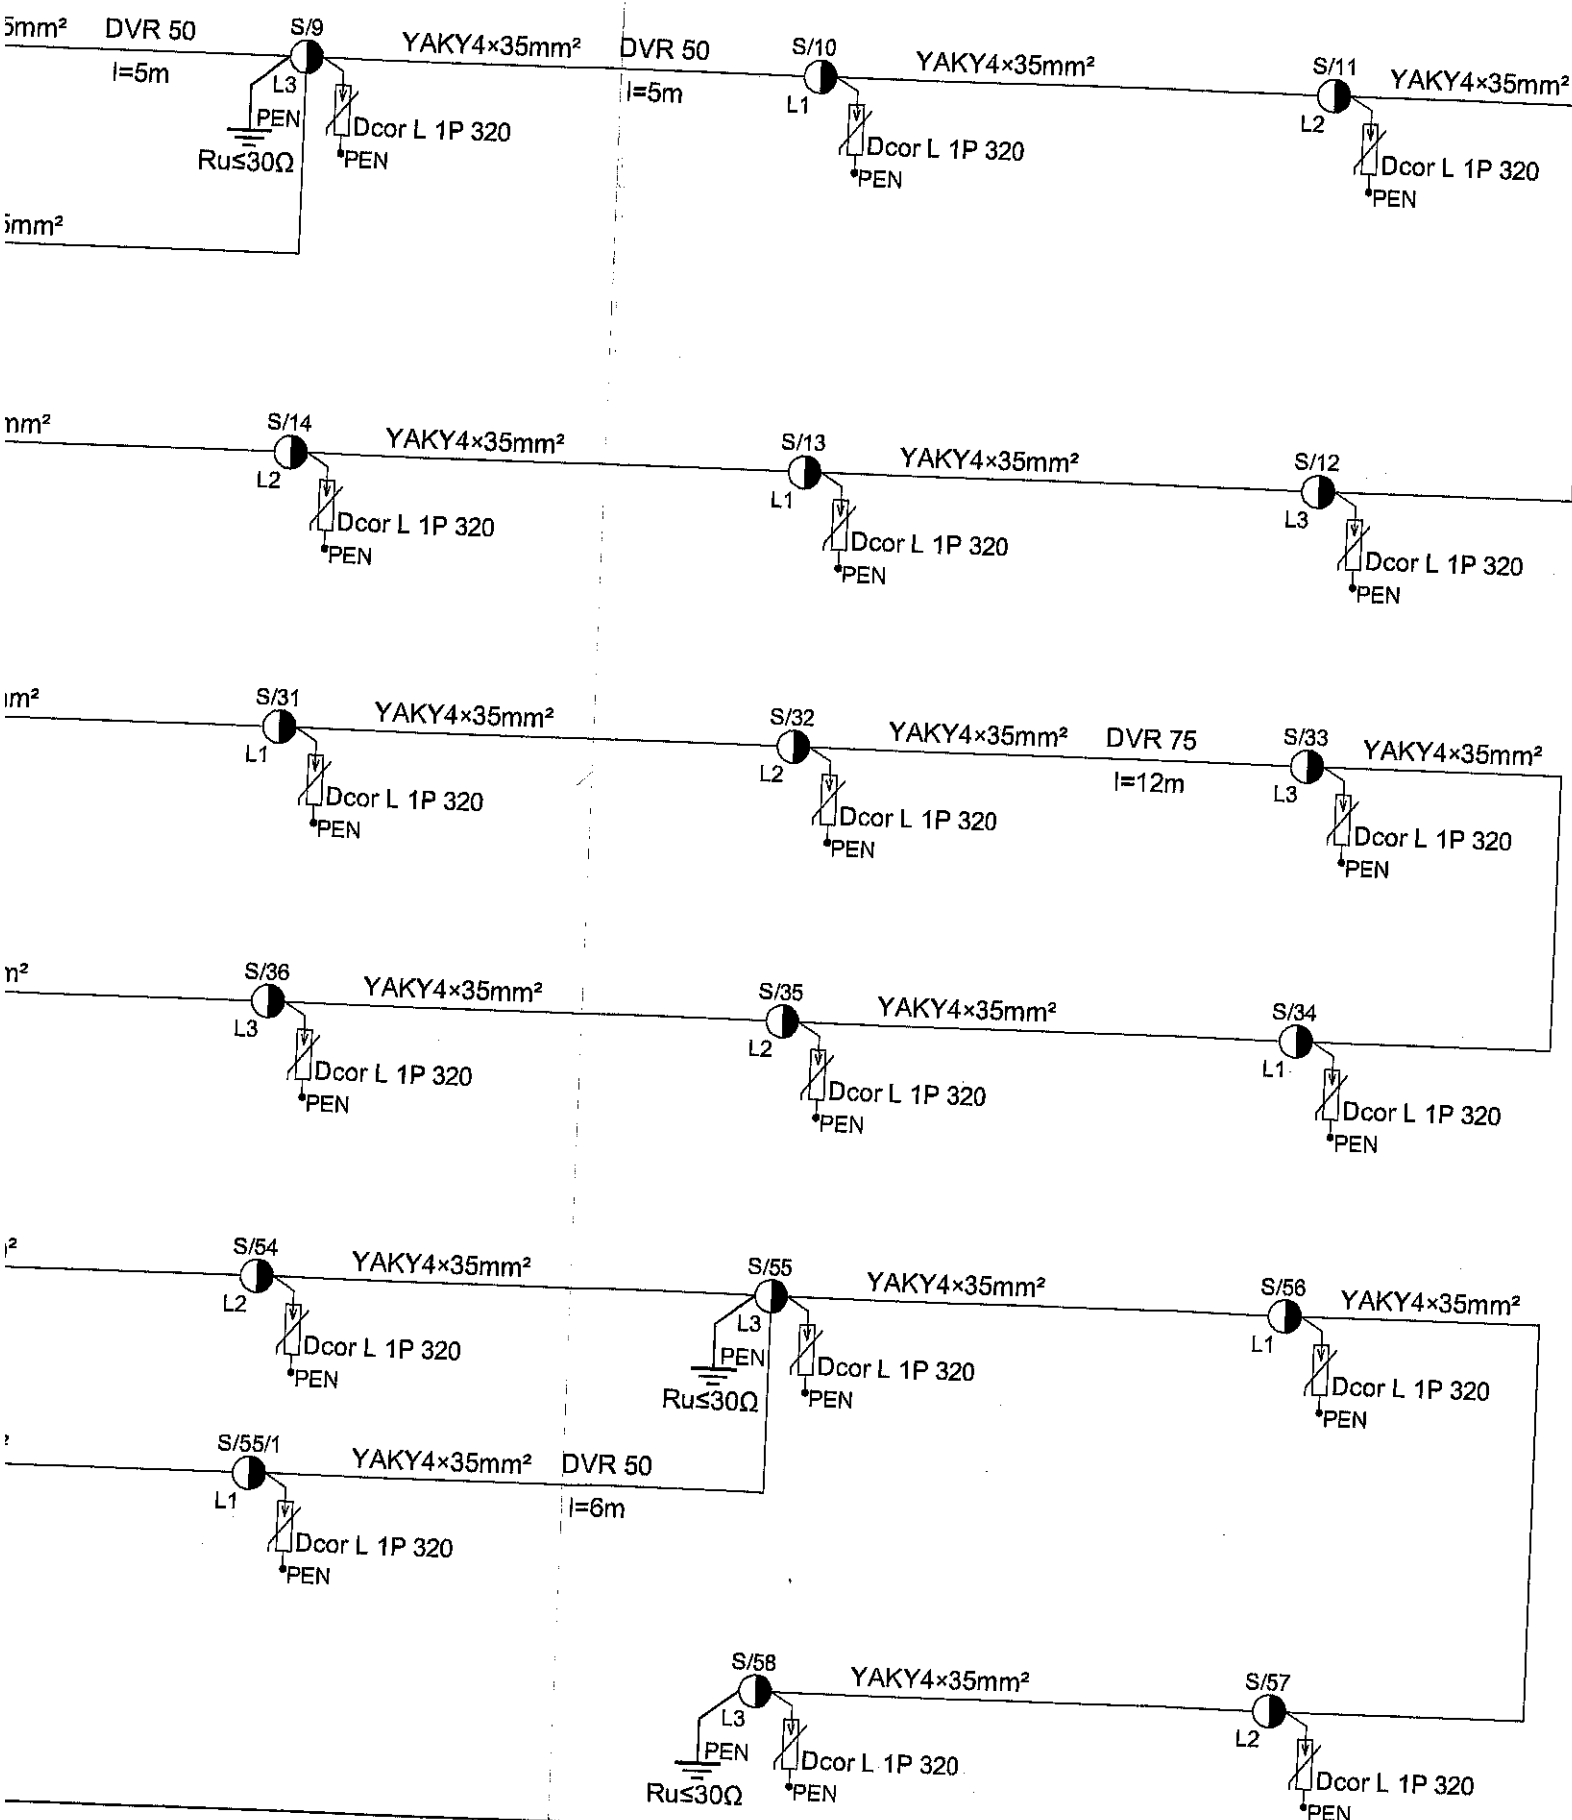 5mm² DVR 50 S/9 YAKY4×35mm² DVR 50 S/10 YAKY4×35mm² S/11 YAKY4×35mm²
l=5m L3 l=5m L1 L2
PEN Dcor L 1P 320 Dcor L 1P 320 Dcor L 1P 320
Ru≤30Ω PEN PEN PEN
5mm²
mm² S/14 YAKY4×35mm² S/13 YAKY4×35mm² S/12
L2 L1 L3
Dcor L 1P 320 Dcor L 1P 320 Dcor L 1P 320
PEN PEN PEN
mm² S/31 YAKY4×35mm² S/32 YAKY4×35mm² DVR 75 S/33 YAKY4×35mm²
L1 L2 l=12m L3
Dcor L 1P 320 Dcor L 1P 320 Dcor L 1P 320
PEN PEN PEN
m² S/36 YAKY4×35mm² S/35 YAKY4×35mm² S/34
L3 L2 L1
Dcor L 1P 320 Dcor L 1P 320 Dcor L 1P 320
PEN PEN PEN
² S/54 YAKY4×35mm² S/55 YAKY4×35mm² S/56 YAKY4×35mm²
L2 L3 L1
Dcor L 1P 320 PEN Dcor L 1P 320 Dcor L 1P 320
PEN Ru≤30Ω PEN PEN
² S/55/1 YAKY4×35mm² DVR 50
L1 l=6m
Dcor L 1P 320
PEN
S/58 YAKY4×35mm² S/57
L3 L2
PEN Dcor L 1P 320 Dcor L 1P 320
Ru≤30Ω PEN PEN